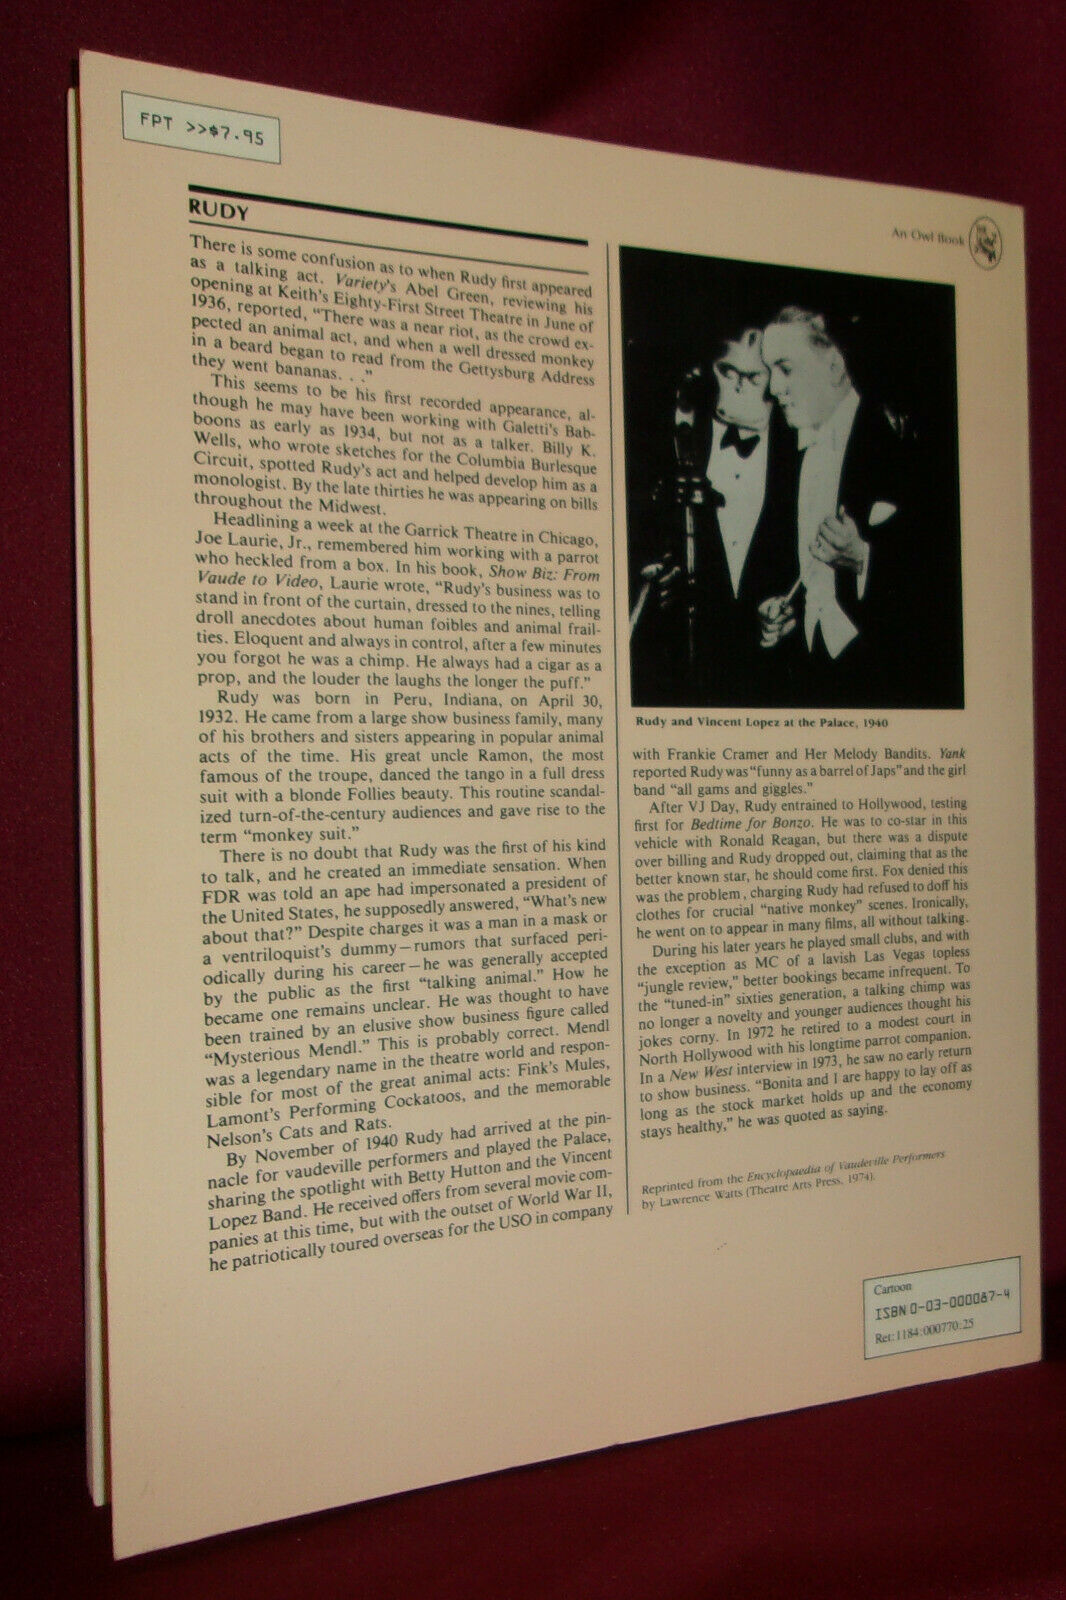 FPT >>$7.95
An Owl Book
RUDY
There is some confusion as to when Rudy first appeared
as a talking act. Variety's Abel Green, reviewing his
opening at Keith's Eighty-First Street Theatre in June of
1936, reported, "There was a near riot, as the crowd ex-
pected an animal act, and when a well dressed monkey
in a beard began to read from the Gettysburg Address
they went bananas. . ."
This seems to be his first recorded appearance, al-
though he may have been working with Galetti's Bab-
boons as early as 1934, but not as a talker. Billy K.
Wells, who wrote sketches for the Columbia Burlesque
Circuit, spotted Rudy's act and helped develop him as a
monologist. By the late thirties he was appearing on bills
throughout the Midwest.
Headlining a week at the Garrick Theatre in Chicago,
Joe Laurie, Jr., remembered him working with a parrot
who heckled from a box. In his book, Show Biz: From
Vaude to Video, Laurie wrote, "Rudy's business was to
stand in front of the curtain, dressed to the nines, telling
droll anecdotes about human foibles and animal frail-
ties. Eloquent and always in control, after a few minutes
you forgot he was a chimp. He always had a cigar as a
prop, and the louder the laughs the longer the puff."
Rudy was born in Peru, Indiana, on April 30,
1932. He came from a large show business family, many
of his brothers and sisters appearing in popular animal
acts of the time. His great uncle Ramon, the most
famous of the troupe, danced the tango in a full dress
suit with a blonde Follies beauty. This routine scandal-
ized turn-of-the-century audiences and gave rise to the
term "monkey suit."
There is no doubt that Rudy was the first of his kind
to talk, and he created an immediate sensation. When
FDR was told an ape had impersonated a president of
the United States, he supposedly answered, "What's new
about that?" Despite charges it was a man in a mask or
a ventriloquist's dummy—rumors that surfaced peri-
odically during his career—he was generally accepted
by the public as the first "talking animal." How he
became one remains unclear. He was thought to have
been trained by an elusive show business figure called
"Mysterious Mendl." This is probably correct. Mendl
was a legendary name in the theatre world and respon-
sible for most of the great animal acts: Fink's Mules,
Lamont's Performing Cockatoos, and the memorable
Nelson's Cats and Rats.
By November of 1940 Rudy had arrived at the pin-
nacle for vaudeville performers and played the Palace,
sharing the spotlight with Betty Hutton and the Vincent
Lopez Band. He received offers from several movie com-
panies at this time, but with the outset of World War II,
he patriotically toured overseas for the USO in company
Rudy and Vincent Lopez at the Palace, 1940
with Frankie Cramer and Her Melody Bandits. Yank
reported Rudy was "funny as a barrel of Japs" and the girl
band "all gams and giggles."
After VJ Day, Rudy entrained to Hollywood, testing
first for Bedtime for Bonzo. He was to co-star in this
vehicle with Ronald Reagan, but there was a dispute
over billing and Rudy dropped out, claiming that as the
better known star, he should come first. Fox denied this
was the problem, charging Rudy had refused to doff his
clothes for crucial "native monkey" scenes. Ironically,
he went on to appear in many films, all without talking.
During his later years he played small clubs, and with
the exception as MC of a lavish Las Vegas topless
"jungle review," better bookings became infrequent. To
the "tuned-in" sixties generation, a talking chimp was
no longer a novelty and younger audiences thought his
jokes corny. In 1972 he retired to a modest court in
North Hollywood with his longtime parrot companion.
In a New West interview in 1973, he saw no early return
to show business. "Bonita and I are happy to lay off as
long as the stock market holds up and the economy
stays healthy," he was quoted as saying.
Reprinted from the Encyclopaedia of Vaudeville Performers
by Lawrence Watts (Theatre Arts Press, 1974).
Cartoon
ISBN 0-03-000087-4
Ret:1184:000770:25